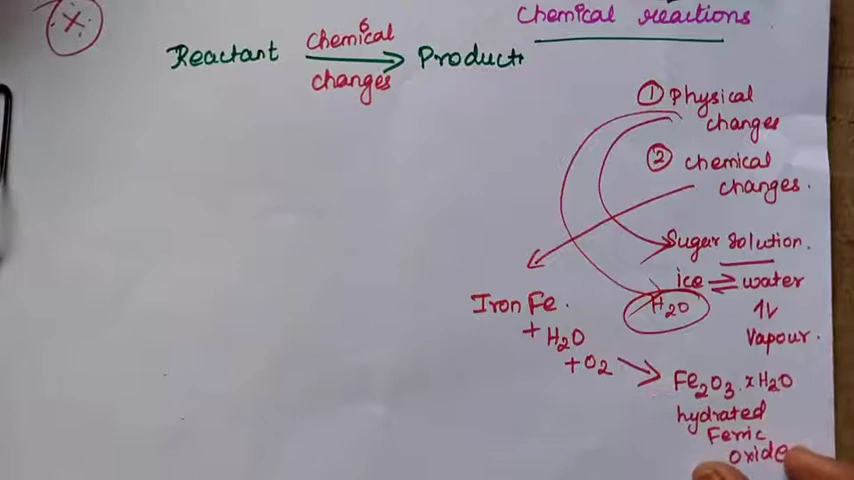 Chemical reactions
Reactant chemical changes → Product
① Physical
changes
② chemical
changes.
Sugar solution.
ice ⇌ water
H2O
Vapour.
Iron Fe.
+ H2O
+ O2 → Fe2O3.xH2O
hydrated
Ferric
oxide